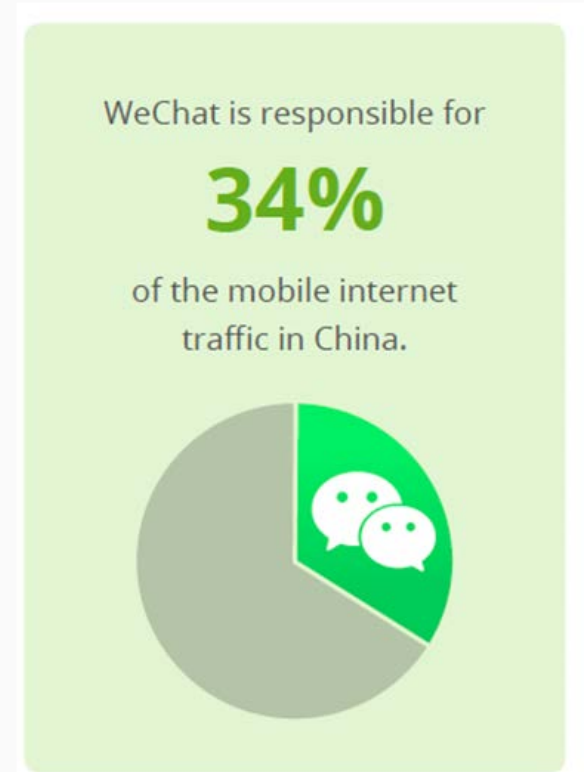 WeChat is responsible for
34%
of the mobile internet
traffic in China.